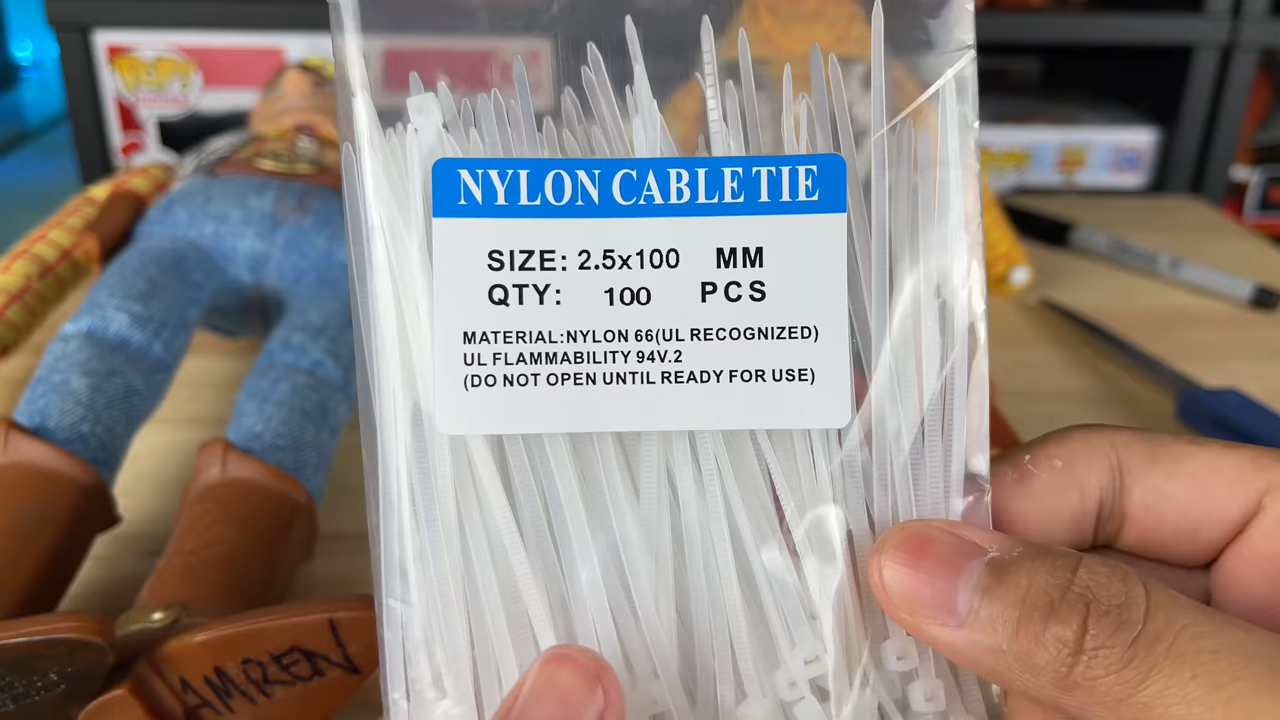 POP!
NYLON CABLE TIE
SIZE: 2.5x100 MM
QTY: 100 PCS
MATERIAL:NYLON 66(UL RECOGNIZED)
UL FLAMMABILITY 94V.2
(DO NOT OPEN UNTIL READY FOR USE)
AMREN